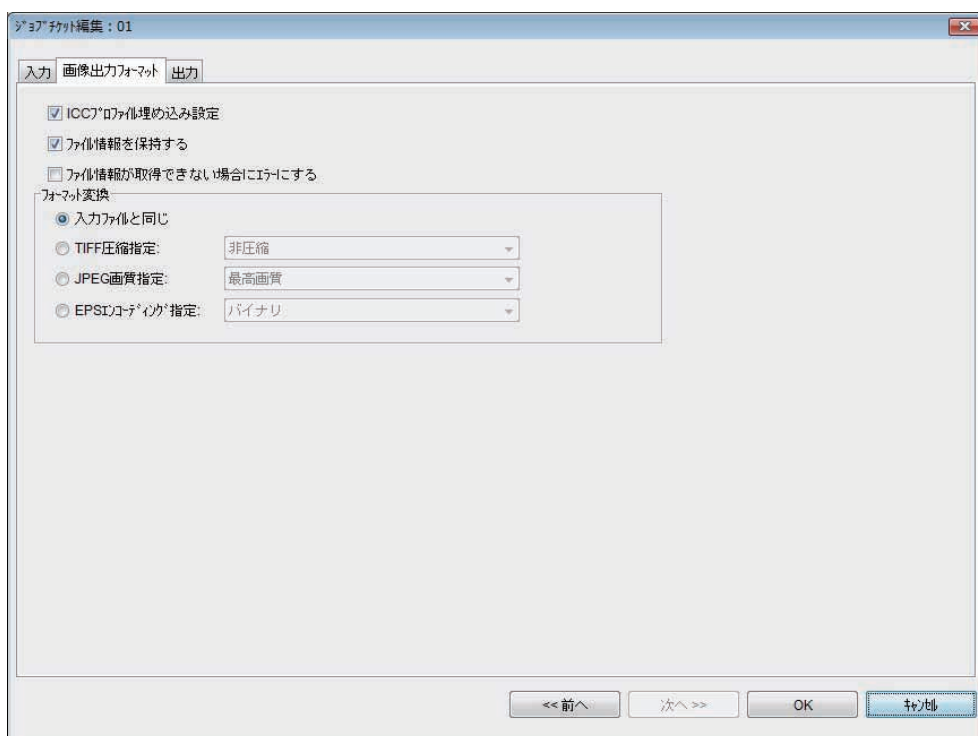 ｼﾞｮﾌﾞﾁｹｯﾄ編集：01
入力 画像出力ﾌｫｰﾏｯﾄ 出力
ICCﾌﾟﾛﾌｧｲﾙ埋め込み設定
ﾌｧｲﾙ情報を保持する
ﾌｧｲﾙ情報が取得できない場合にｴﾗｰにする
ﾌｫｰﾏｯﾄ変換
入力ﾌｧｲﾙと同じ
TIFF圧縮指定: 非圧縮
JPEG画質指定: 最高画質
EPSｴﾝｺｰﾃﾞｨﾝｸﾞ指定: バイナリ
<< 前へ 次へ >> OK ｷｬﾝｾﾙ